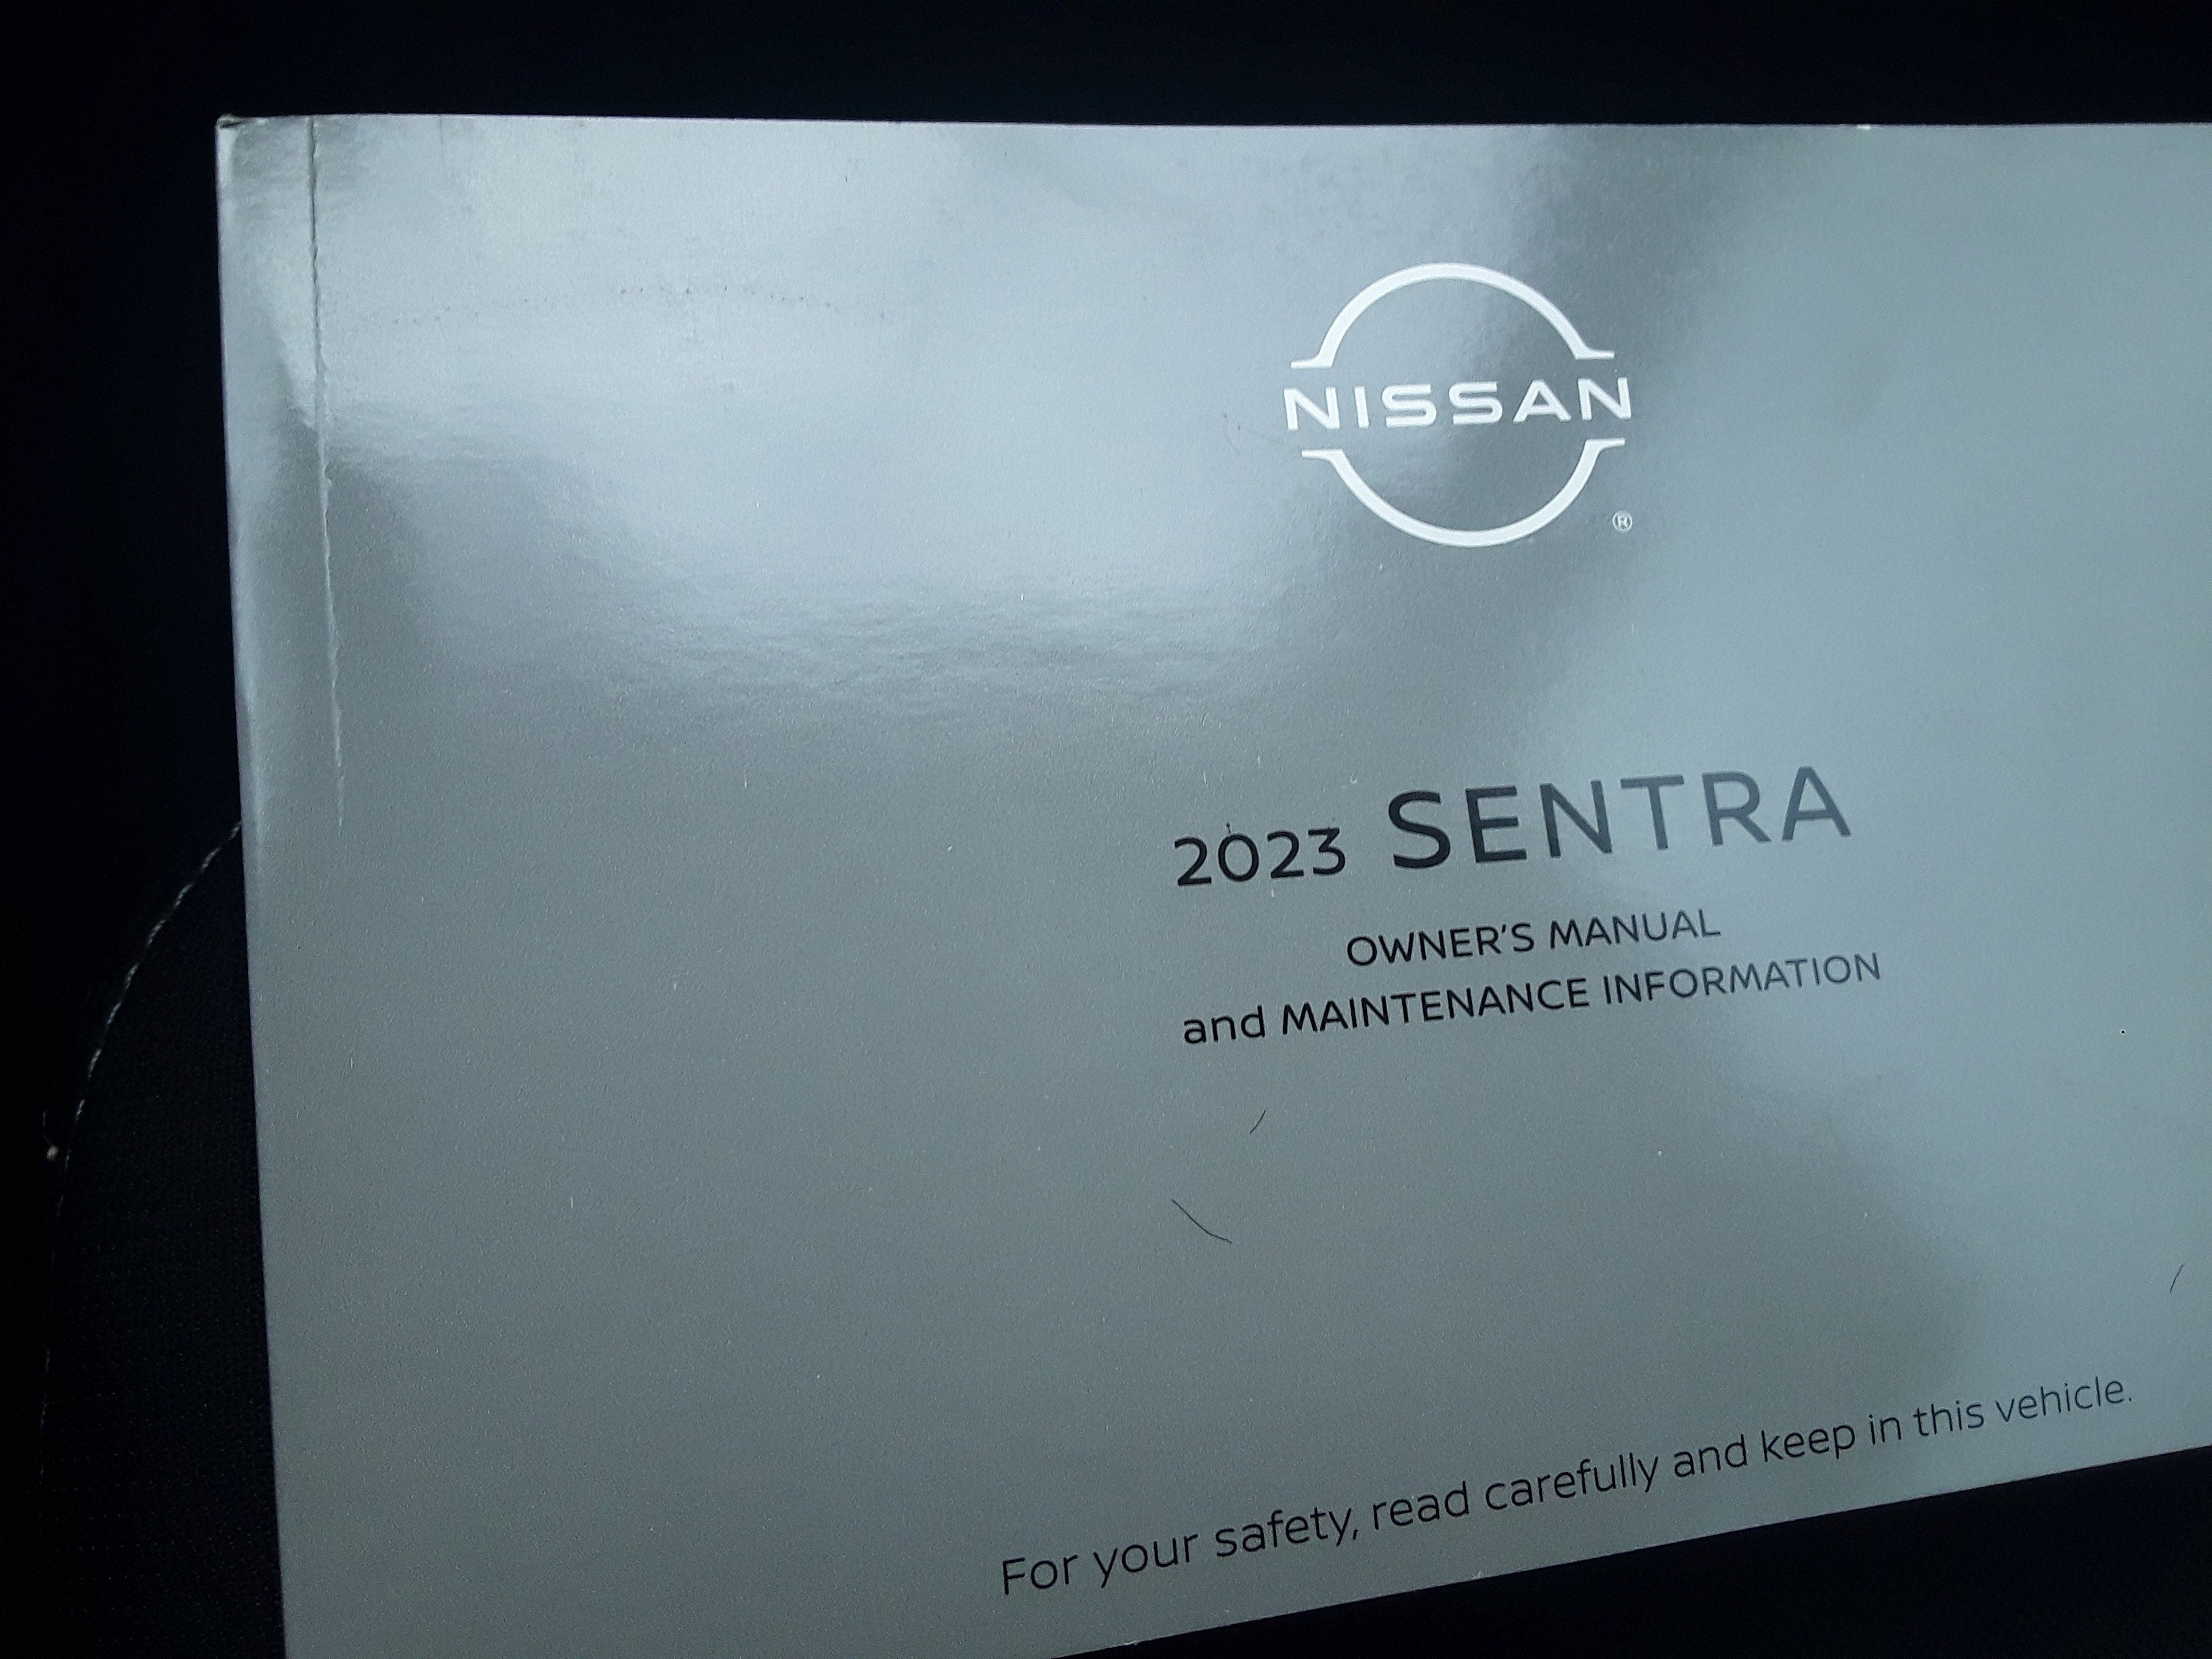 NISSAN
®
2023 SENTRA
OWNER'S MANUAL
and MAINTENANCE INFORMATION
For your safety, read carefully and keep in this vehicle.